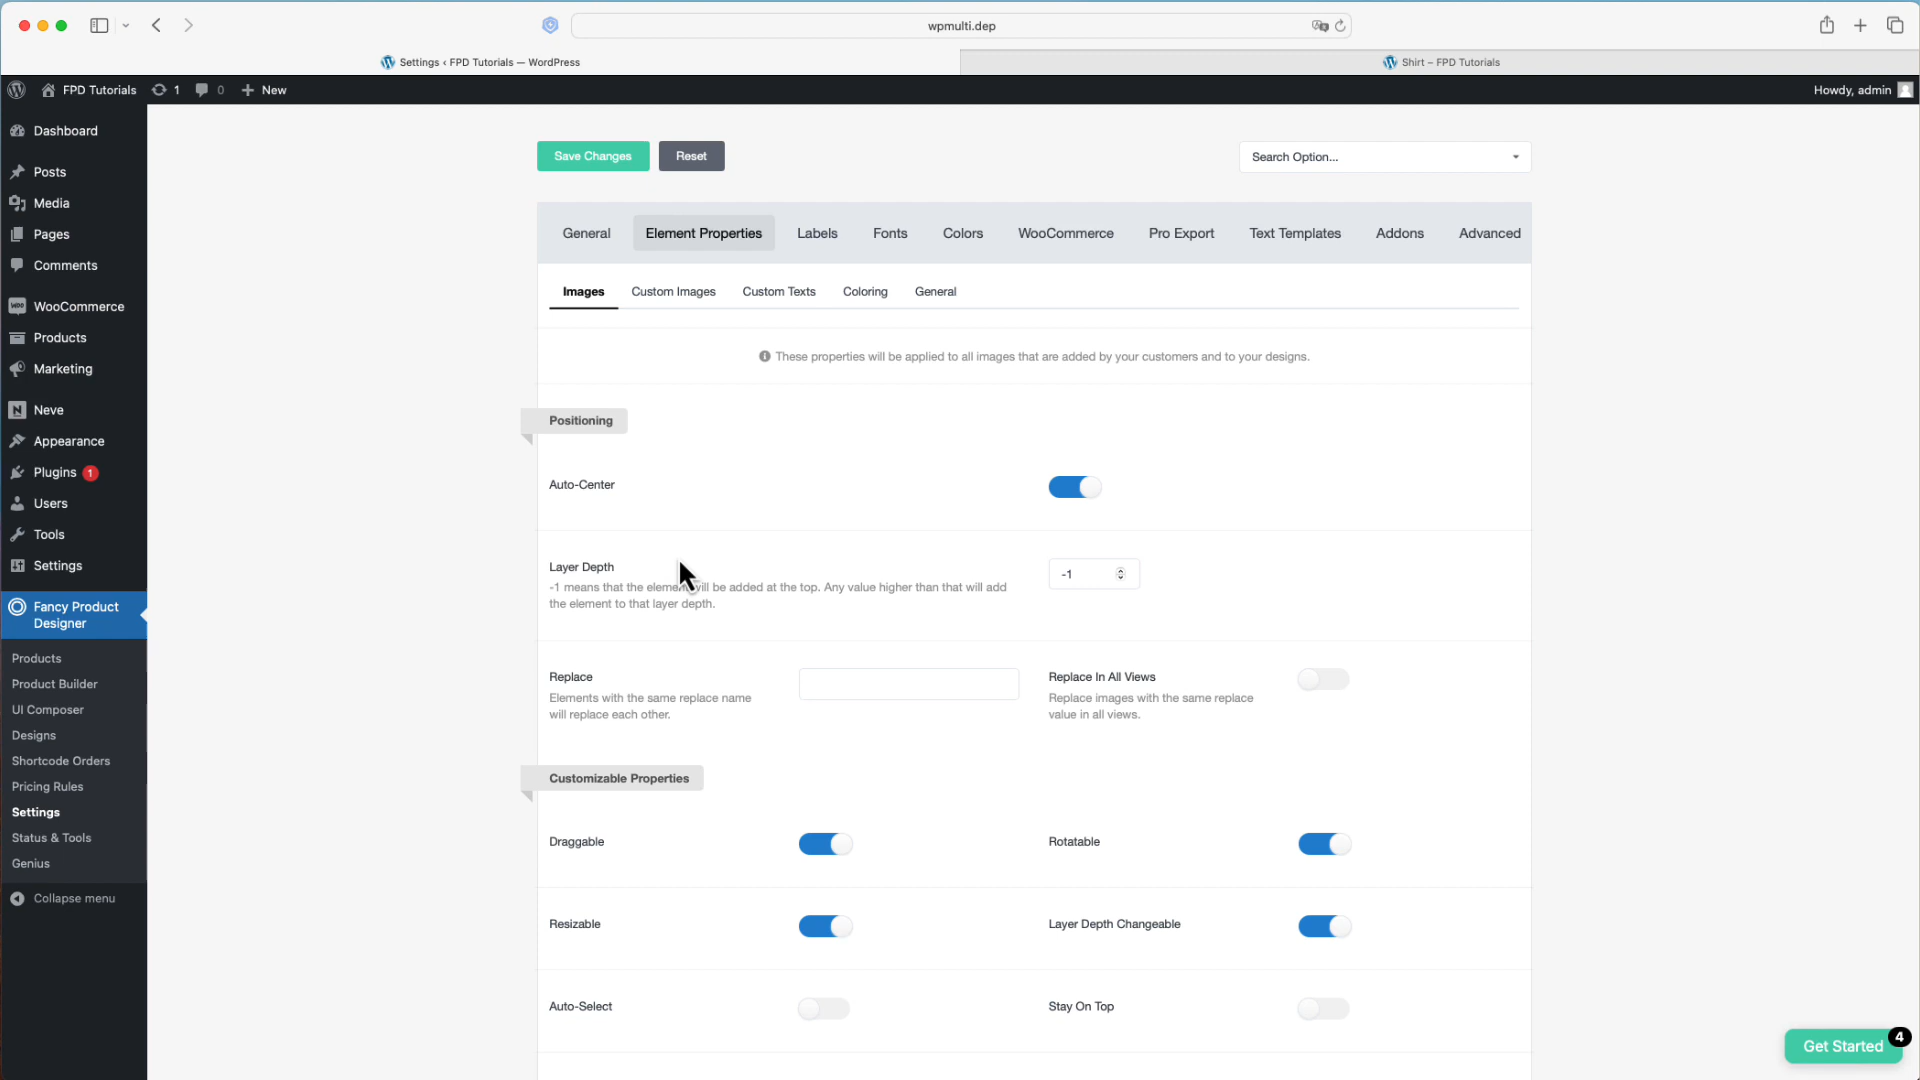 wpmulti.dep
Settings ‹ FPD Tutorials — WordPress
Shirt – FPD Tutorials
FPD Tutorials
1
0
New
Howdy, admin
Dashboard
Posts
Media
Pages
Comments
WooCommerce
Products
Marketing
Neve
Appearance
Plugins 1
Users
Tools
Settings
Fancy Product
Designer
Products
Product Builder
UI Composer
Designs
Shortcode Orders
Pricing Rules
Settings
Status & Tools
Genius
Collapse menu
Save Changes
Reset
Search Option...
General
Element Properties
Labels
Fonts
Colors
WooCommerce
Pro Export
Text Templates
Addons
Advanced
Images
Custom Images
Custom Texts
Coloring
General
These properties will be applied to all images that are added by your customers and to your designs.
Positioning
Auto-Center
Layer Depth
-1 means that the element will be added at the top. Any value higher than that will add
the element to that layer depth.
-1
Replace
Elements with the same replace name
will replace each other.
Replace In All Views
Replace images with the same replace
value in all views.
Customizable Properties
Draggable
Rotatable
Resizable
Layer Depth Changeable
Auto-Select
Stay On Top
Get Started
4